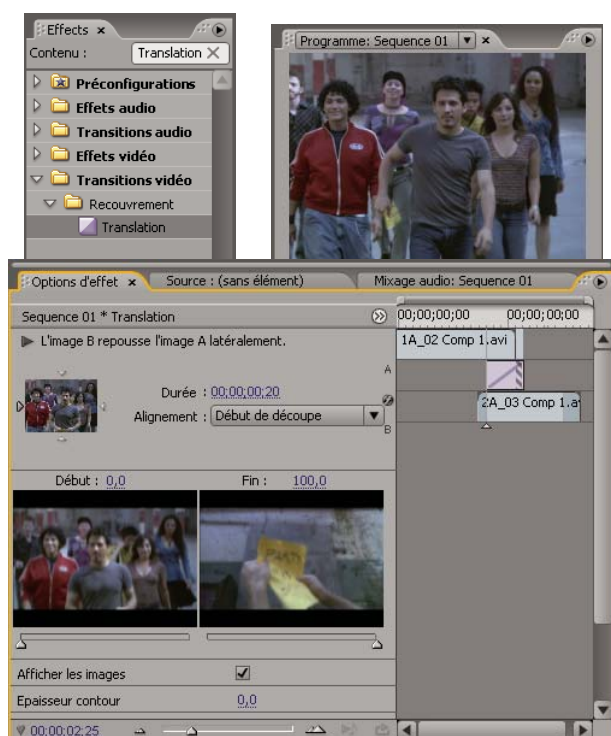 Effects
Contenu : Translation
Préconfigurations
Effets audio
Transitions audio
Effets vidéo
Transitions vidéo
Recouvrement
Translation
Programme: Sequence 01
Options d'effet Source : (sans élément) Mixage audio: Sequence 01
Sequence 01 * Translation
00;00;00;00 00;00;00;00
L'image B repousse l'image A latéralement.
1A_02 Comp 1.avi
A
Durée : 00;00;00;20
Alignement : Début de découpe
2A_03 Comp 1.a
B
Début : 0,0 Fin : 100,0
Afficher les images
Epaisseur contour 0,0
00:00:02:25